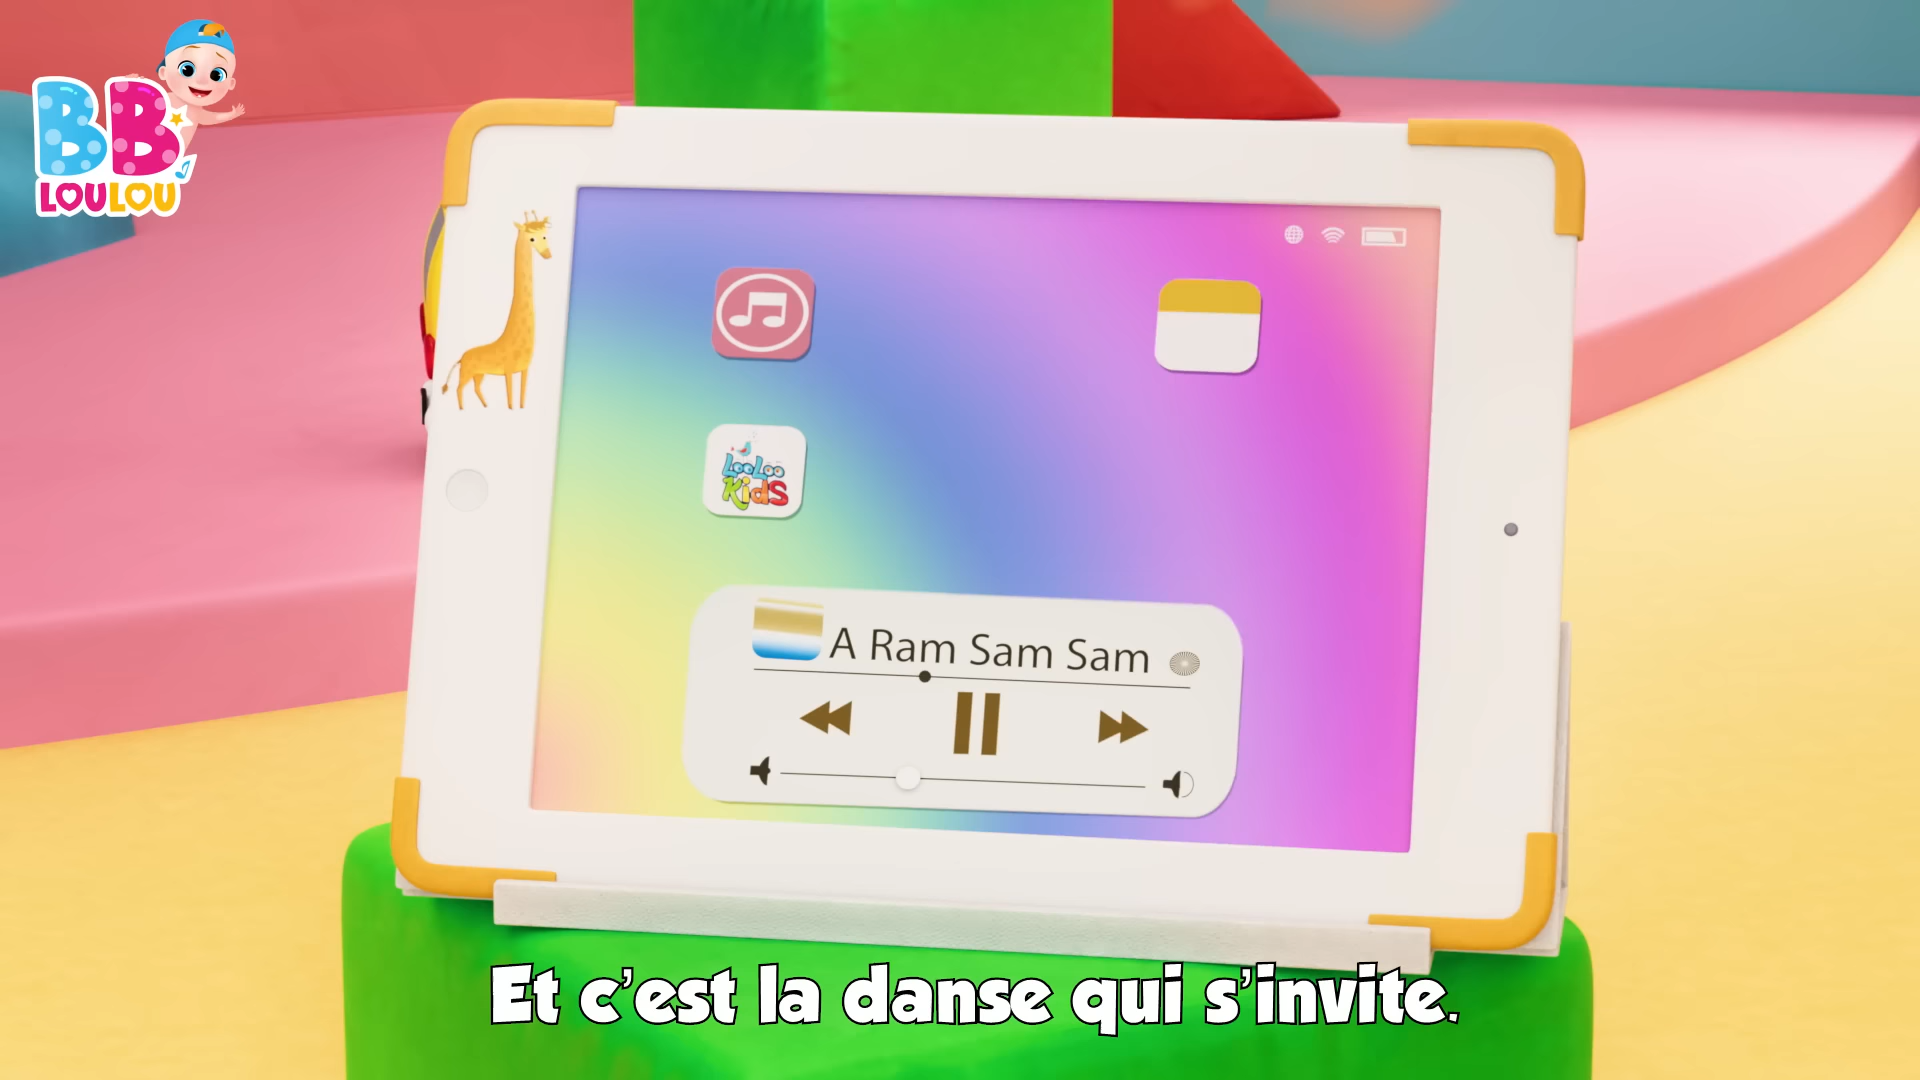 BB
LOULOU
LooLoo
Kids
A Ram Sam Sam
Et c'est la danse qui s'invite.